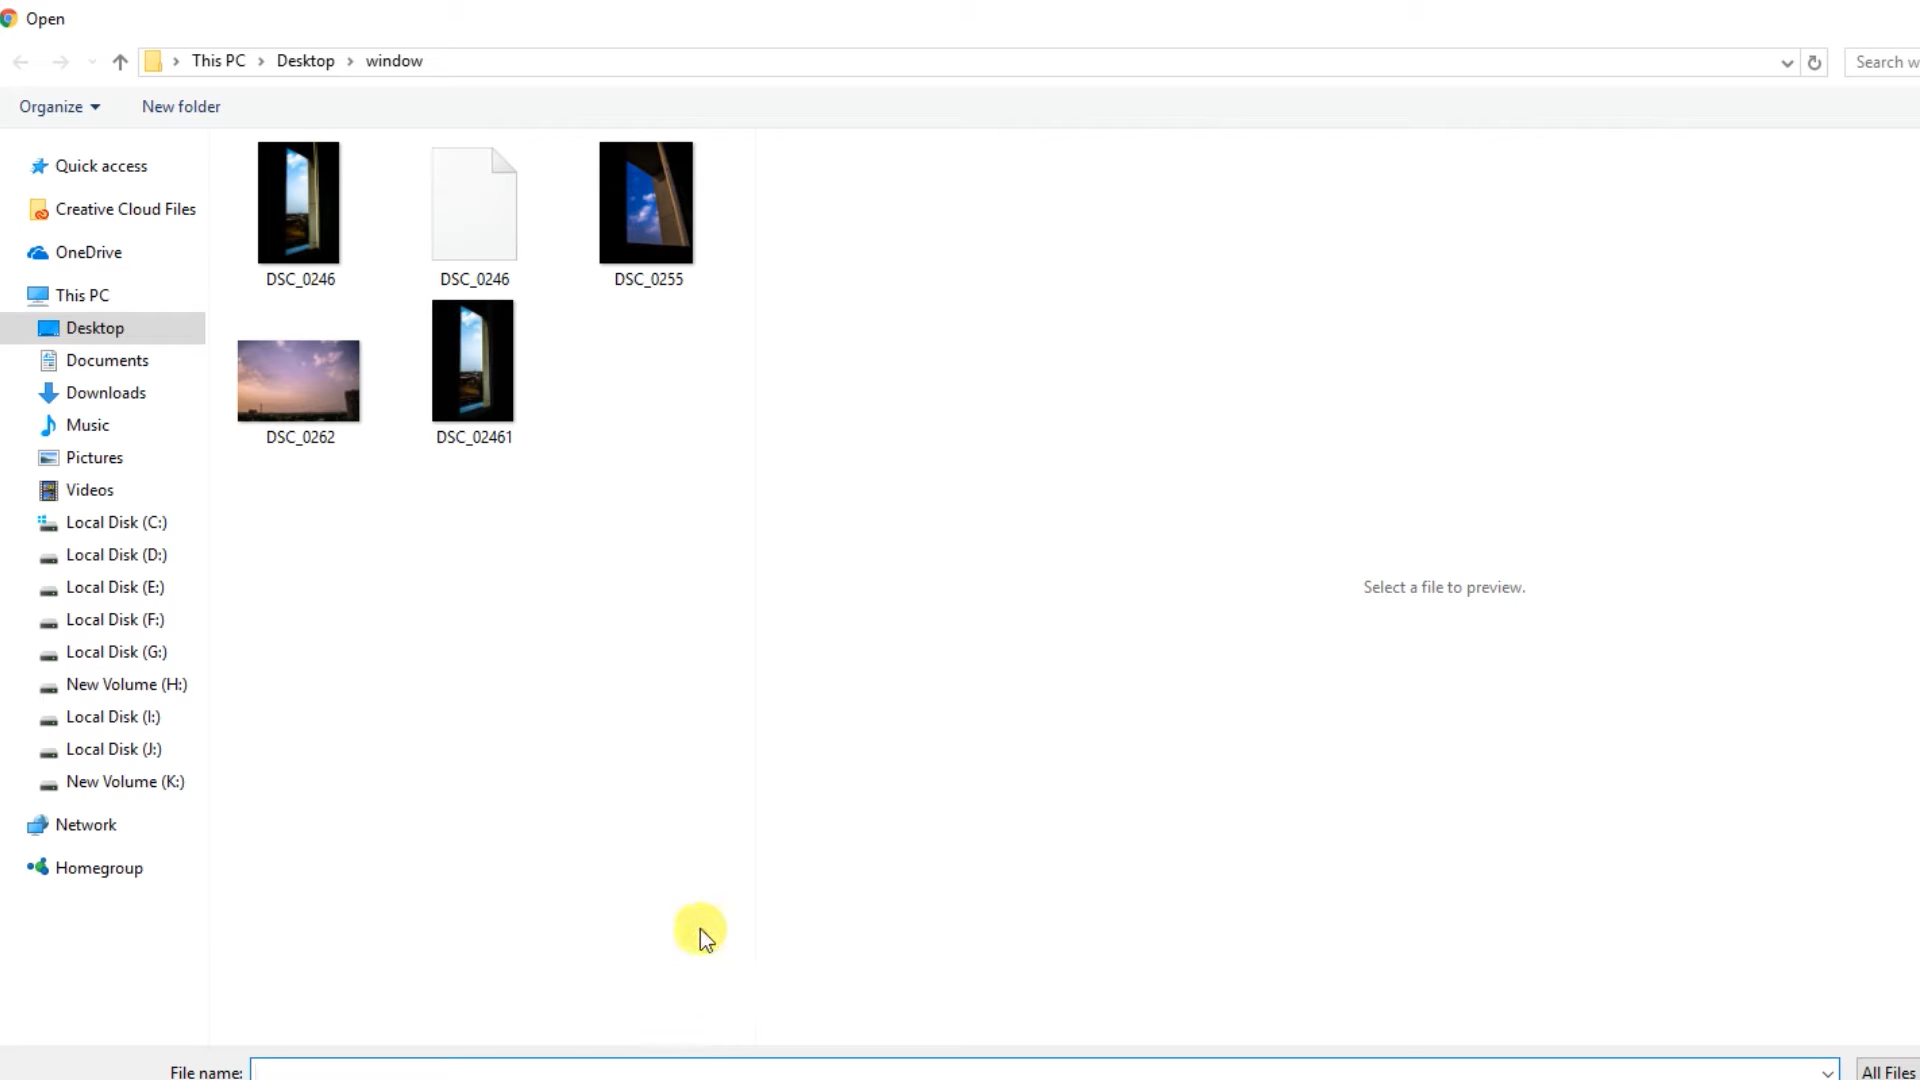 Open
This PC > Desktop > window
Search w
Organize
New folder
Quick access
Creative Cloud Files
OneDrive
This PC
Desktop
Documents
Downloads
Music
Pictures
Videos
Local Disk (C:)
Local Disk (D:)
Local Disk (E:)
Local Disk (F:)
Local Disk (G:)
New Volume (H:)
Local Disk (I:)
Local Disk (J:)
New Volume (K:)
Network
Homegroup
DSC_0246
DSC_0246
DSC_0255
DSC_0262
DSC_02461
Select a file to preview.
File name:
All Files